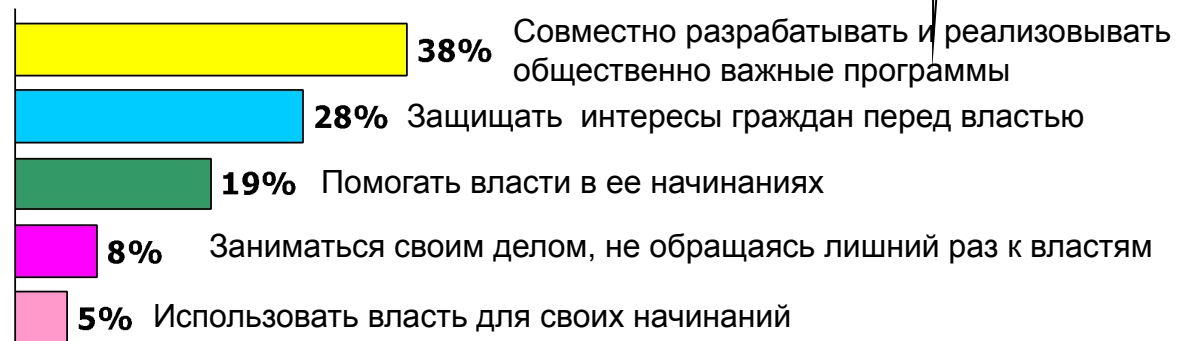 38% Совместно разрабатывать и реализовывать
общественно важные программы
28% Защищать интересы граждан перед властью
19% Помогать власти в ее начинаниях
8% Заниматься своим делом, не обращаясь лишний раз к властям
5% Использовать власть для своих начинаний